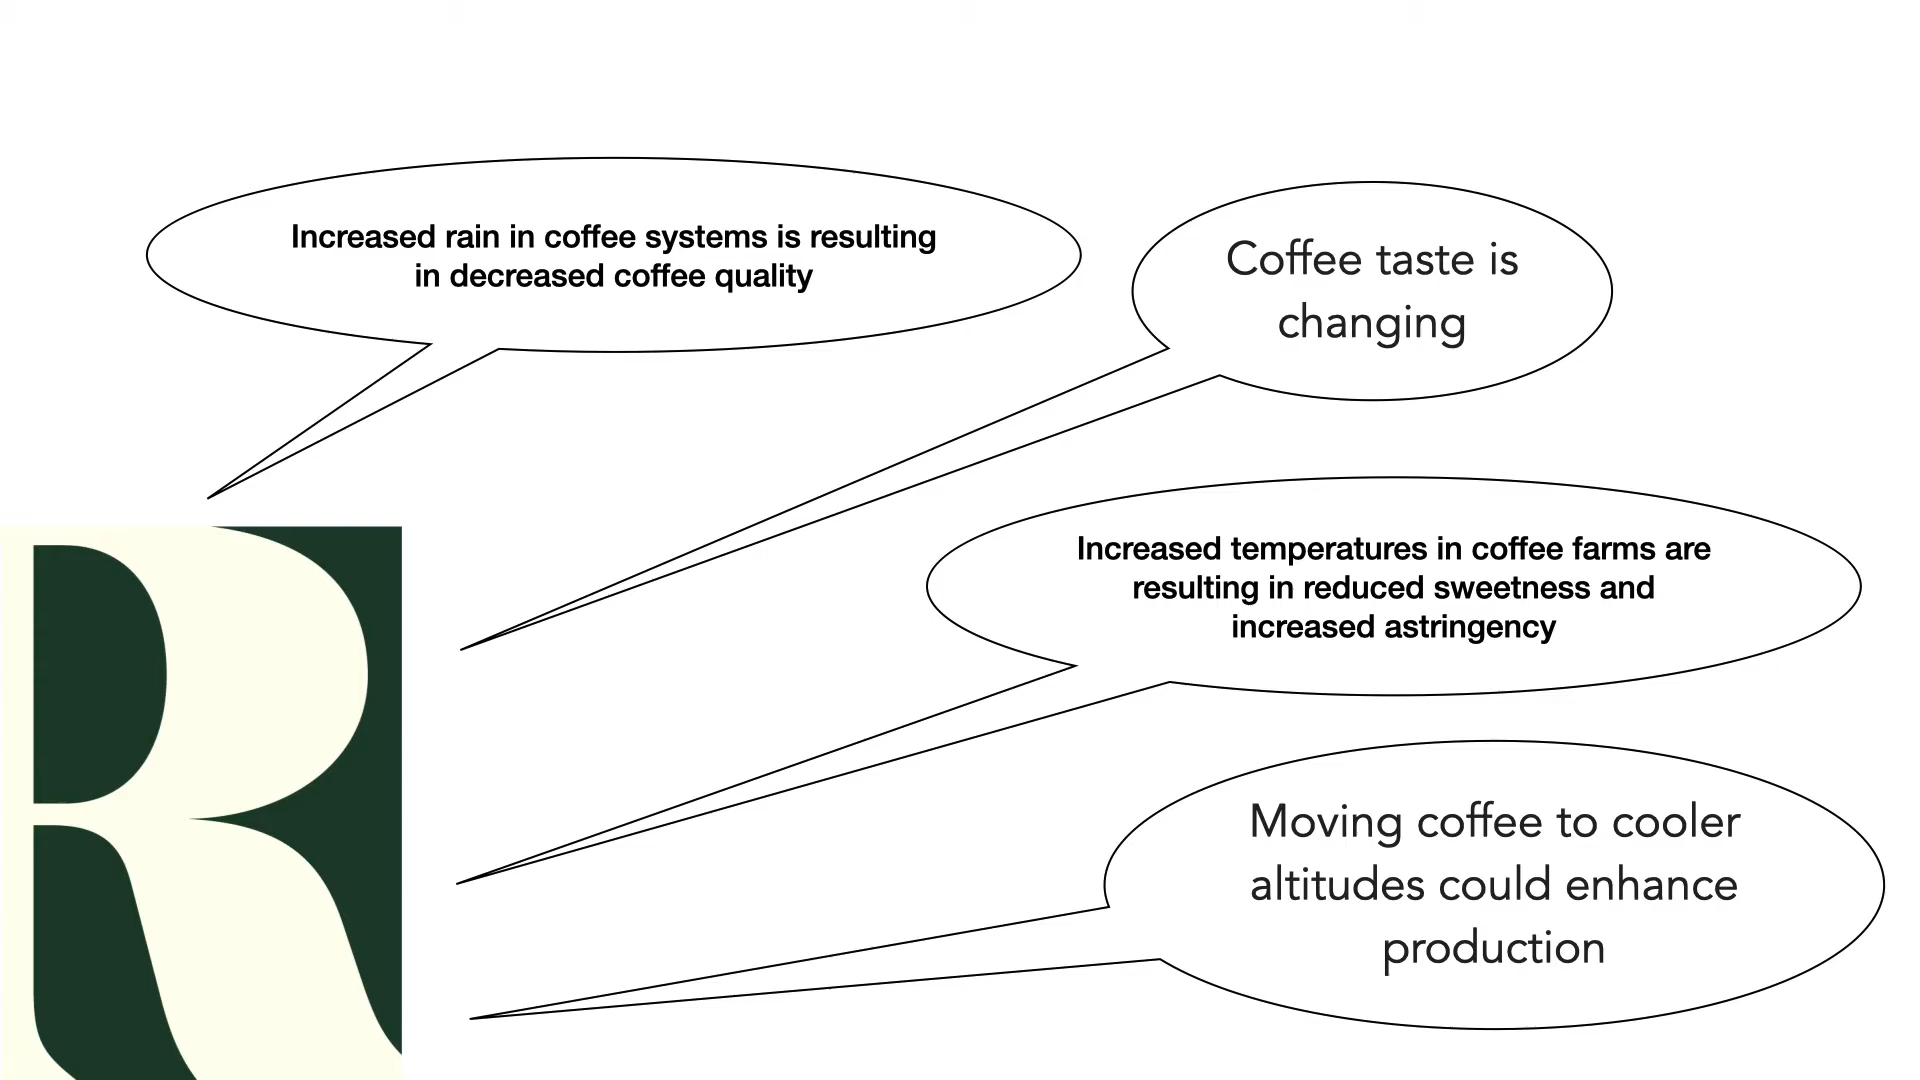 Increased rain in coffee systems is resulting
in decreased coffee quality
Coffee taste is
changing
Increased temperatures in coffee farms are
resulting in reduced sweetness and
increased astringency
Moving coffee to cooler
altitudes could enhance
production
R